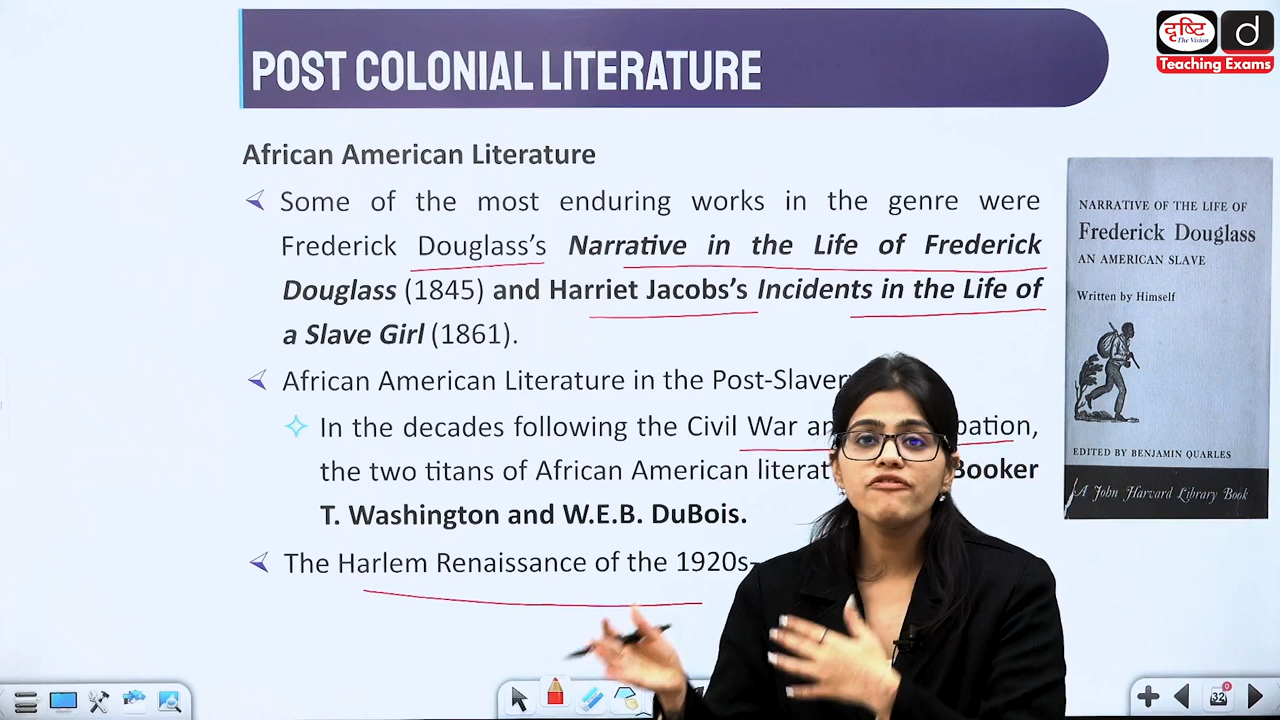 दृष्टि
The Vision
d
Teaching Exams
POST COLONIAL LITERATURE
African American Literature
Some of the most enduring works in the genre were
Frederick Douglass's Narrative in the Life of Frederick
Douglass (1845) and Harriet Jacobs's Incidents in the Life of
a Slave Girl (1861).
African American Literature in the Post-Slaver
In the decades following the Civil War an pation,
the two titans of African American literat Booker
T. Washington and W.E.B. DuBois.
The Harlem Renaissance of the 1920s
NARRATIVE OF THE LIFE OF
Frederick Douglass
AN AMERICAN SLAVE
Written by Himself
EDITED BY BENJAMIN QUARLES
A John Harvard Library Book
32
0